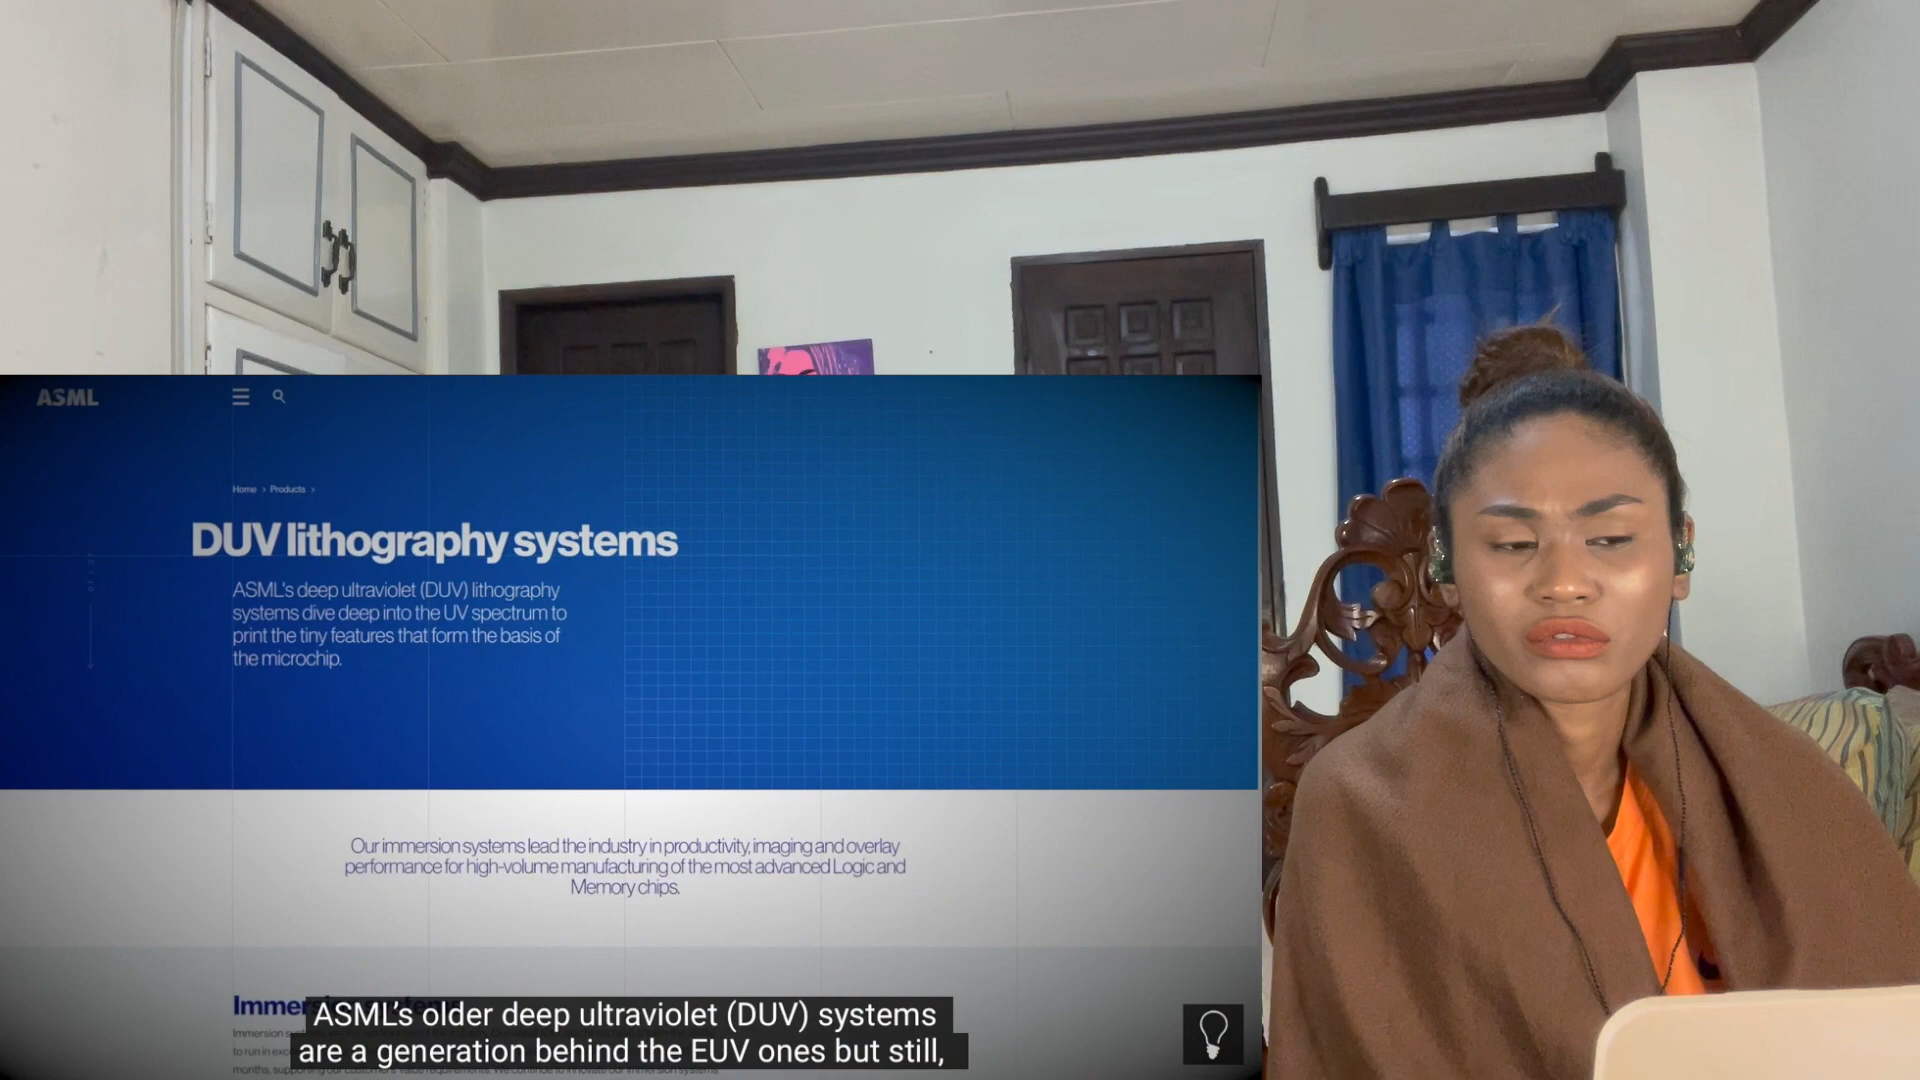 ASML
Home › Products ›
DUV lithography systems
ASML's deep ultraviolet (DUV) lithography
systems dive deep into the UV spectrum to
print the tiny features that form the basis of
the microchip.
Our immersion systems lead the industry in productivity, imaging and overlay
performance for high-volume manufacturing of the most advanced Logic and
Memory chips.
ASML's older deep ultraviolet (DUV) systems
are a generation behind the EUV ones but still,